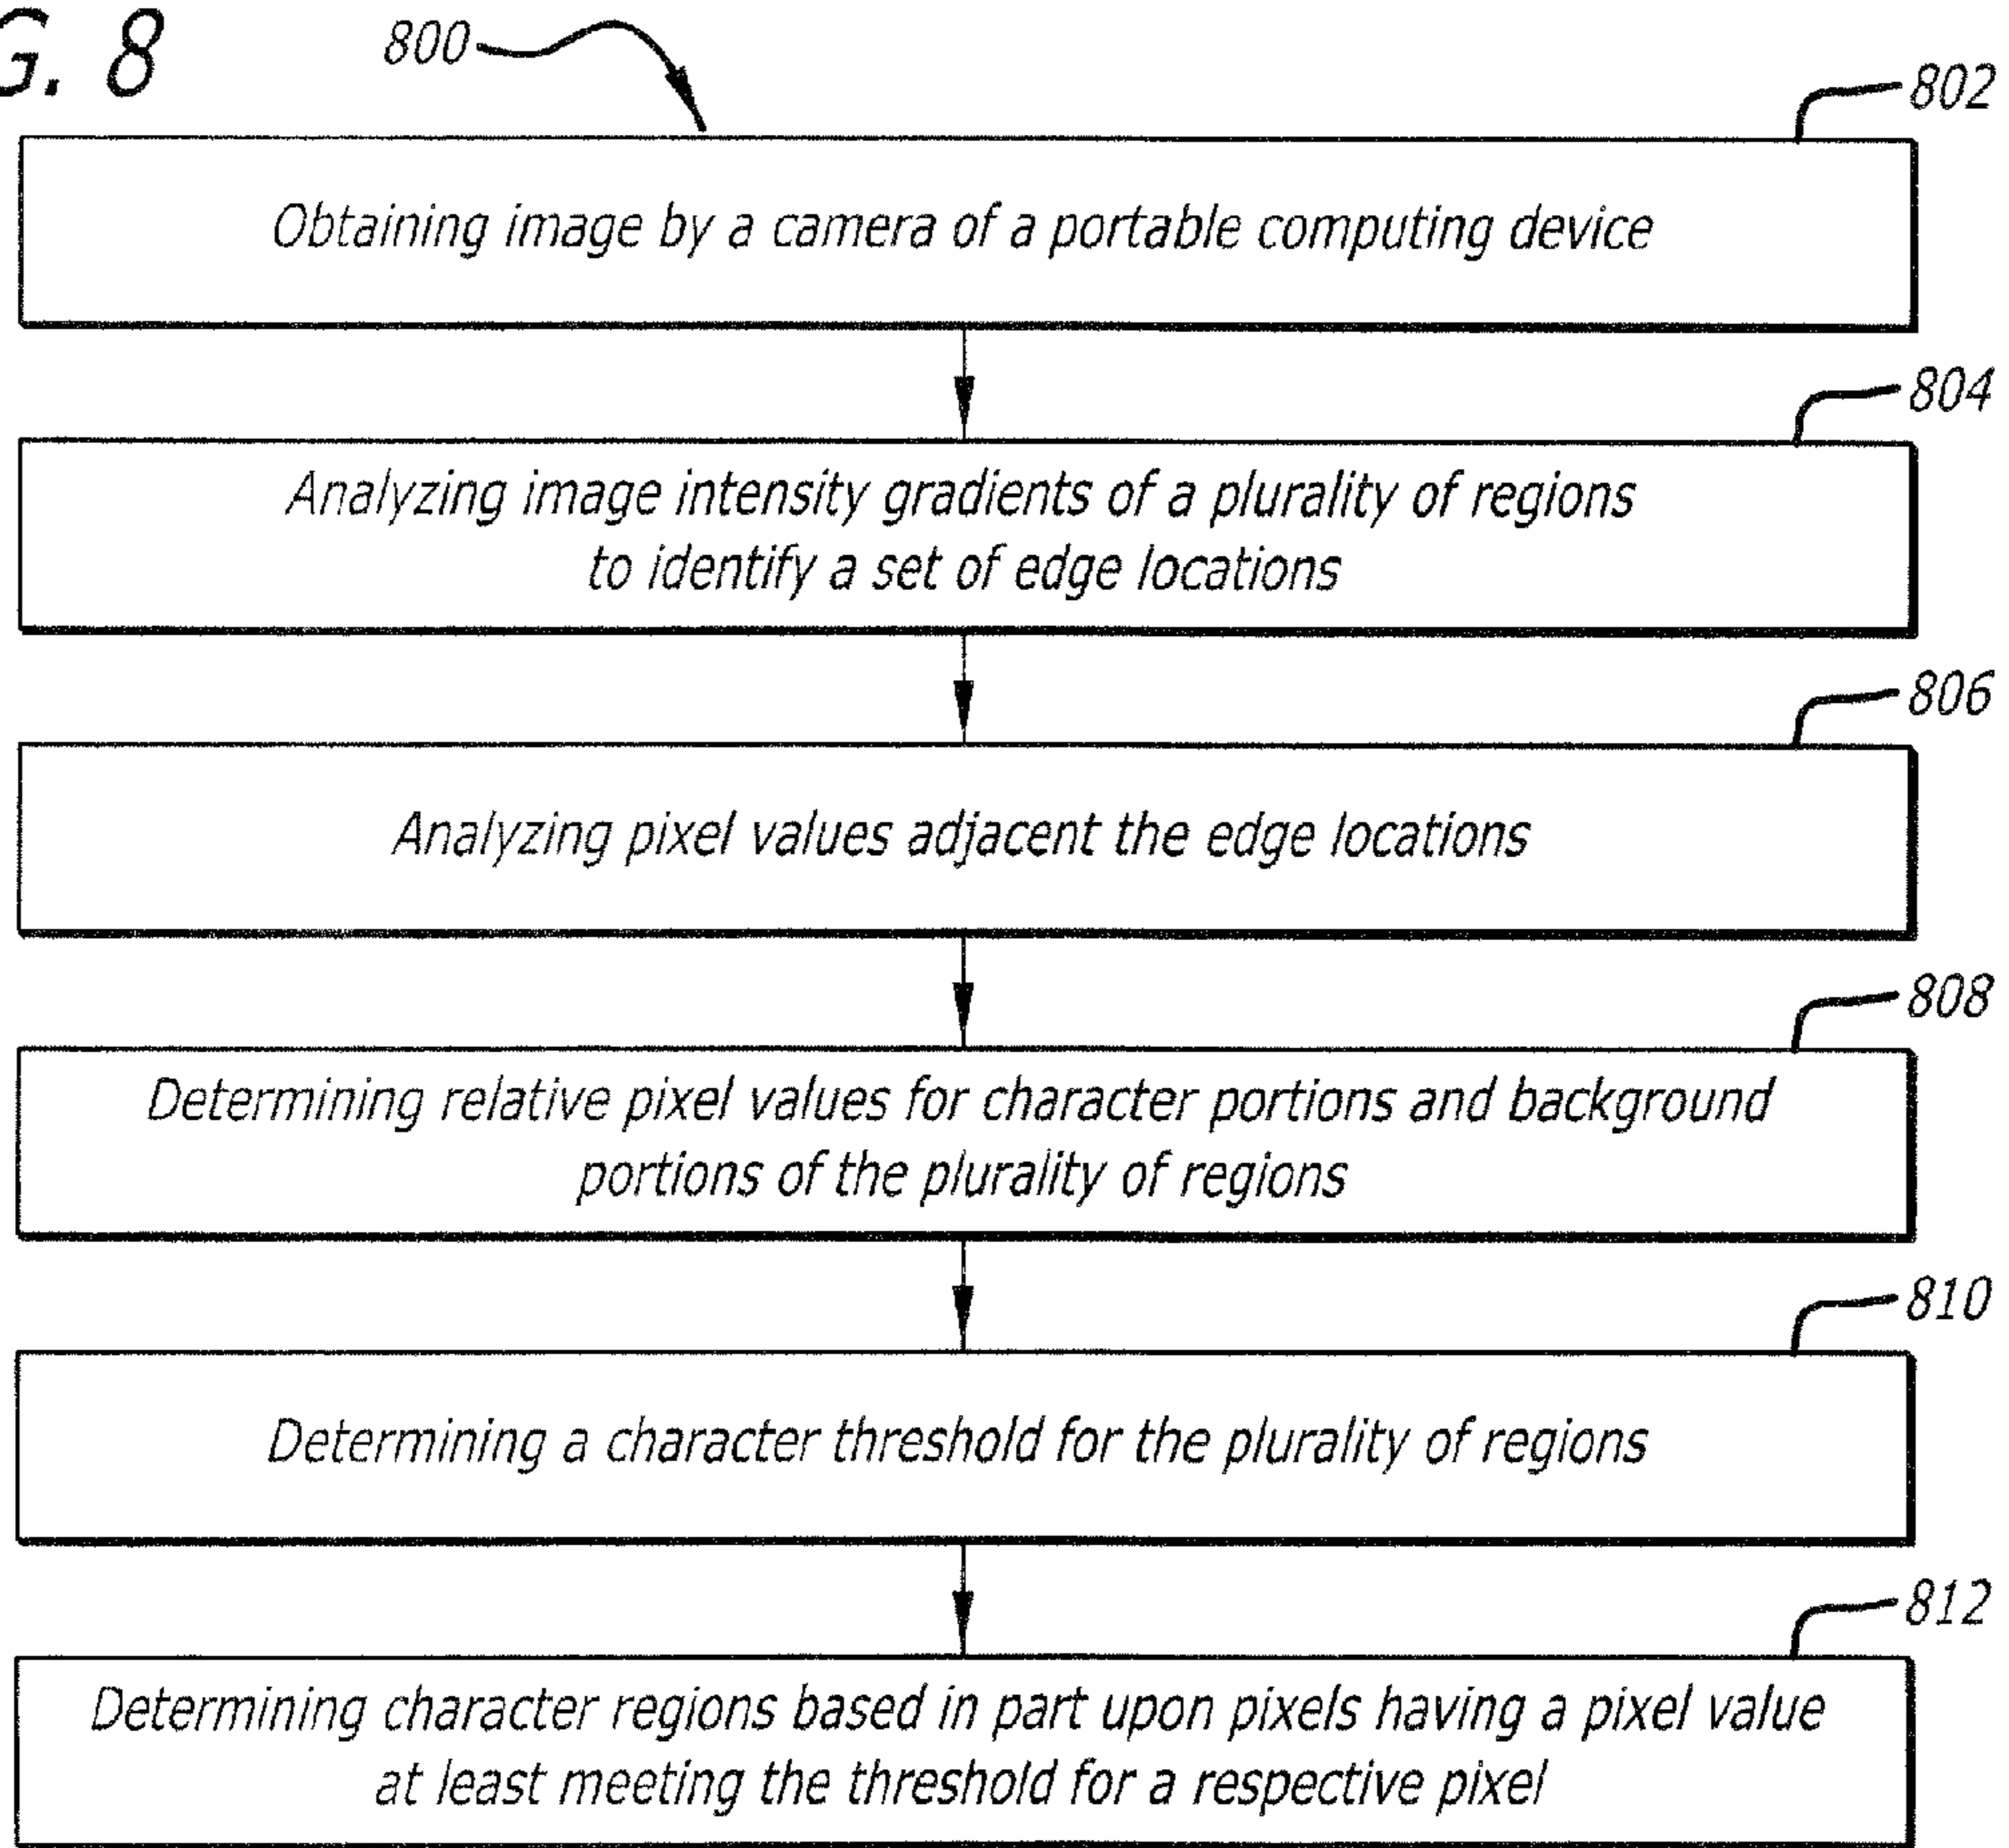 G. 8
800
802
Obtaining image by a camera of a portable computing device
804
Analyzing image intensity gradients of a plurality of regions
to identify a set of edge locations
806
Analyzing pixel values adjacent the edge locations
808
Determining relative pixel values for character portions and background
portions of the plurality of regions
810
Determining a character threshold for the plurality of regions
812
Determining character regions based in part upon pixels having a pixel value
at least meeting the threshold for a respective pixel